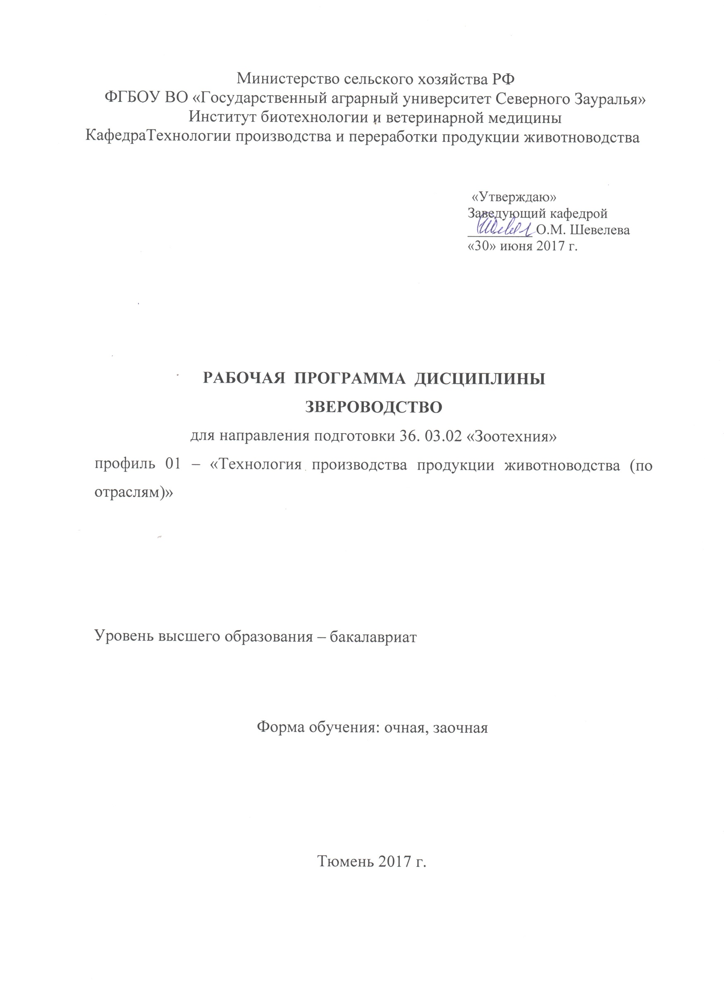 Министерство сельского хозяйства РФ
ФГБОУ ВО «Государственный аграрный университет Северного Зауралья»
Институт биотехнологии и ветеринарной медицины
КафедраТехнологии производства и переработки продукции животноводства
«Утверждаю»
Заведующий кафедрой
О.М. Шевелева
«30» июня 2017 г.
РАБОЧАЯ ПРОГРАММА ДИСЦИПЛИНЫ
ЗВЕРОВОДСТВО
для направления подготовки 36. 03.02 «Зоотехния»
профиль 01 – «Технология производства продукции животноводства (по
отраслям)»
Уровень высшего образования – бакалавриат
Форма обучения: очная, заочная
Тюмень 2017 г.